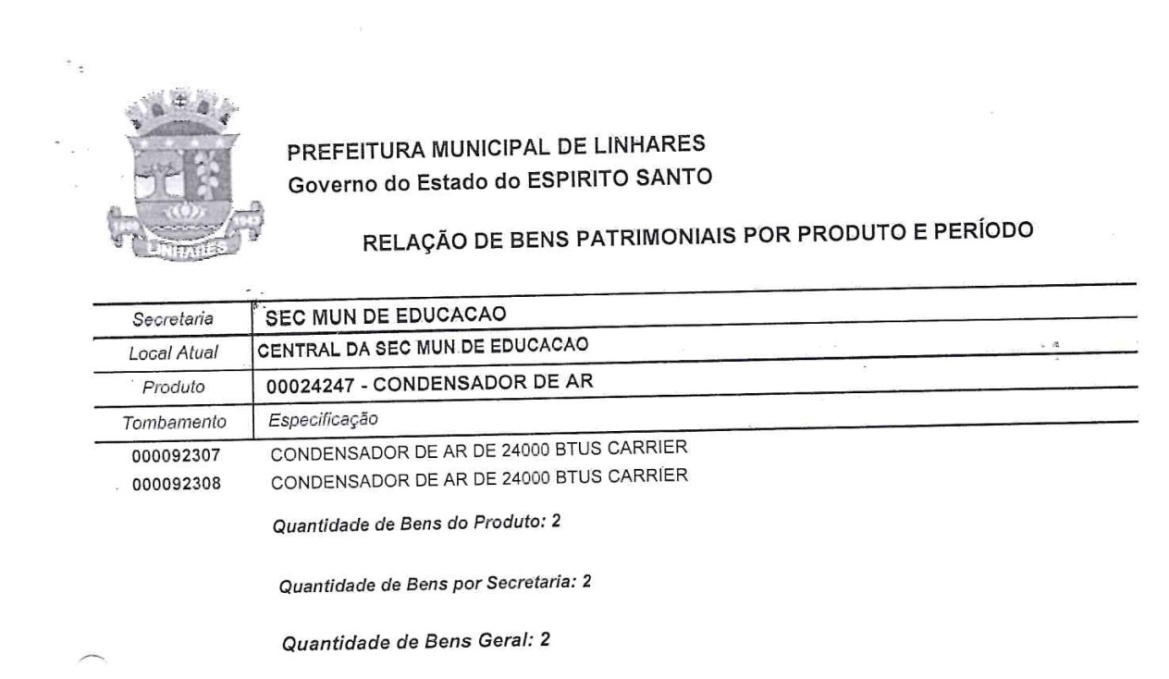 PREFEITURA MUNICIPAL DE LINHARES
Governo do Estado do ESPIRITO SANTO
RELAÇÃO DE BENS PATRIMONIAIS POR PRODUTO E PERÍODO
LINHARES
Secretaria SEC MUN DE EDUCACAO
Local Atual CENTRAL DA SEC MUN DE EDUCACAO
Produto 00024247 - CONDENSADOR DE AR
Tombamento Especificação
000092307 CONDENSADOR DE AR DE 24000 BTUS CARRIER
000092308 CONDENSADOR DE AR DE 24000 BTUS CARRIER
Quantidade de Bens do Produto: 2
Quantidade de Bens por Secretaria: 2
Quantidade de Bens Geral: 2